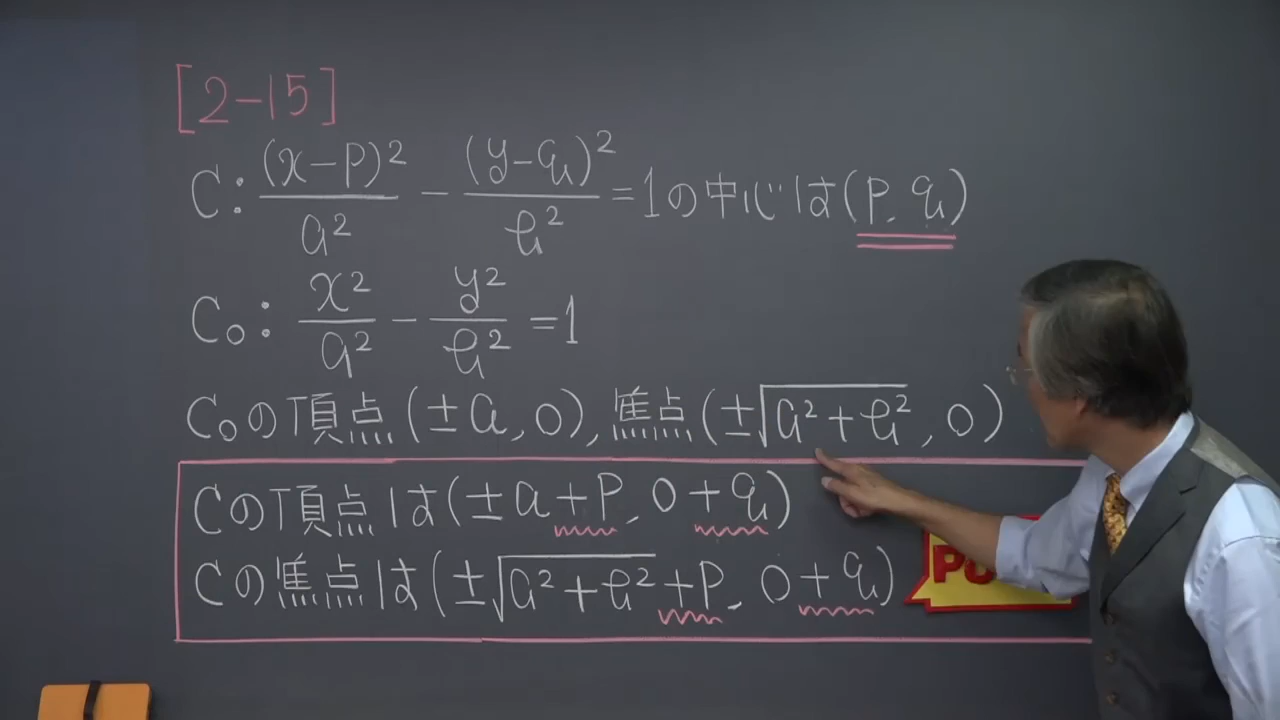 [2-15]
C: (x-p)²/a² - (y-q)²/b² = 1の中心は(p, q)
C₀: x²/a² - y²/b² = 1
C₀の頂点(±a, 0), 焦点(±√(a²+b²), 0)
Cの頂点は(±a+p, 0+q)
Cの焦点は(±√(a²+b²)+p, 0+q)